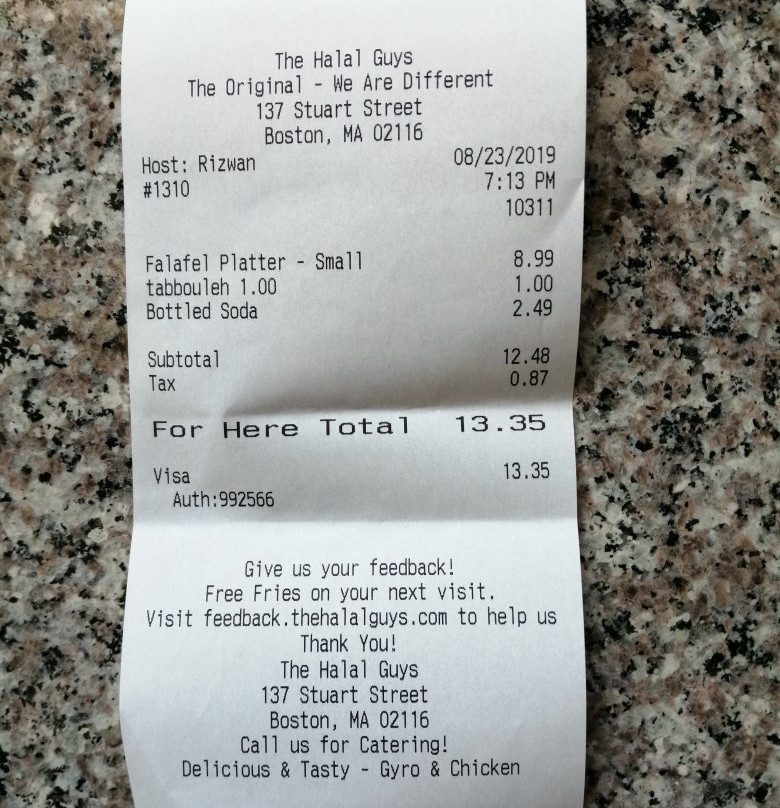 The Halal Guys
The Original - We Are Different
137 Stuart Street
Boston, MA 02116
Host: Rizwan 08/23/2019
#1310 7:13 PM
10311
Falafel Platter - Small 8.99
tabbouleh 1.00 1.00
Bottled Soda 2.49
Subtotal 12.48
Tax 0.87
For Here Total 13.35
Visa 13.35
Auth:992566
Give us your feedback!
Free Fries on your next visit.
Visit feedback.thehalalguys.com to help us
Thank You!
The Halal Guys
137 Stuart Street
Boston, MA 02116
Call us for Catering!
Delicious & Tasty - Gyro & Chicken